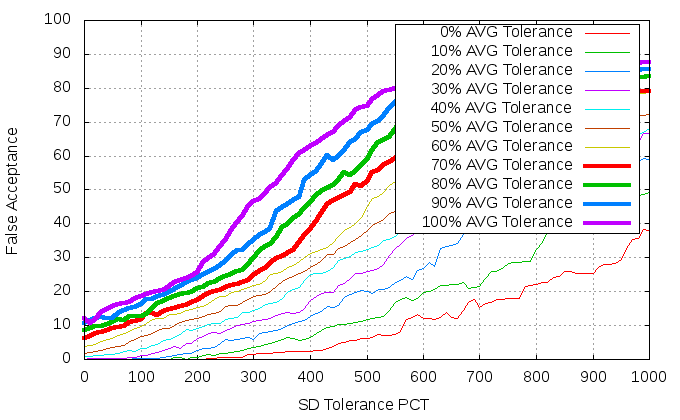 100
90
80
70
60
50
40
30
20
10
0
False Acceptance
0% AVG Tolerance
10% AVG Tolerance
20% AVG Tolerance
30% AVG Tolerance
40% AVG Tolerance
50% AVG Tolerance
60% AVG Tolerance
70% AVG Tolerance
80% AVG Tolerance
90% AVG Tolerance
100% AVG Tolerance
0 100 200 300 400 500 600 700 800 900 1000
SD Tolerance PCT